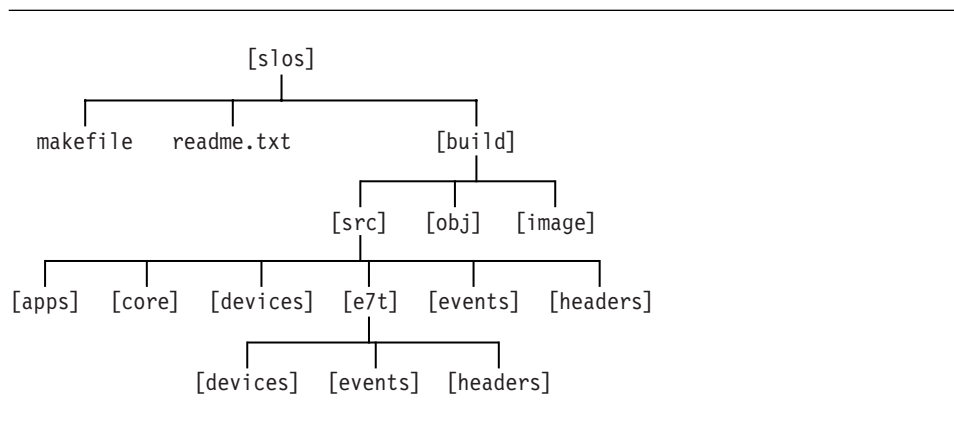 [slos]
makefile readme.txt [build]
[src] [obj] [image]
[apps] [core] [devices] [e7t] [events] [headers]
[devices] [events] [headers]